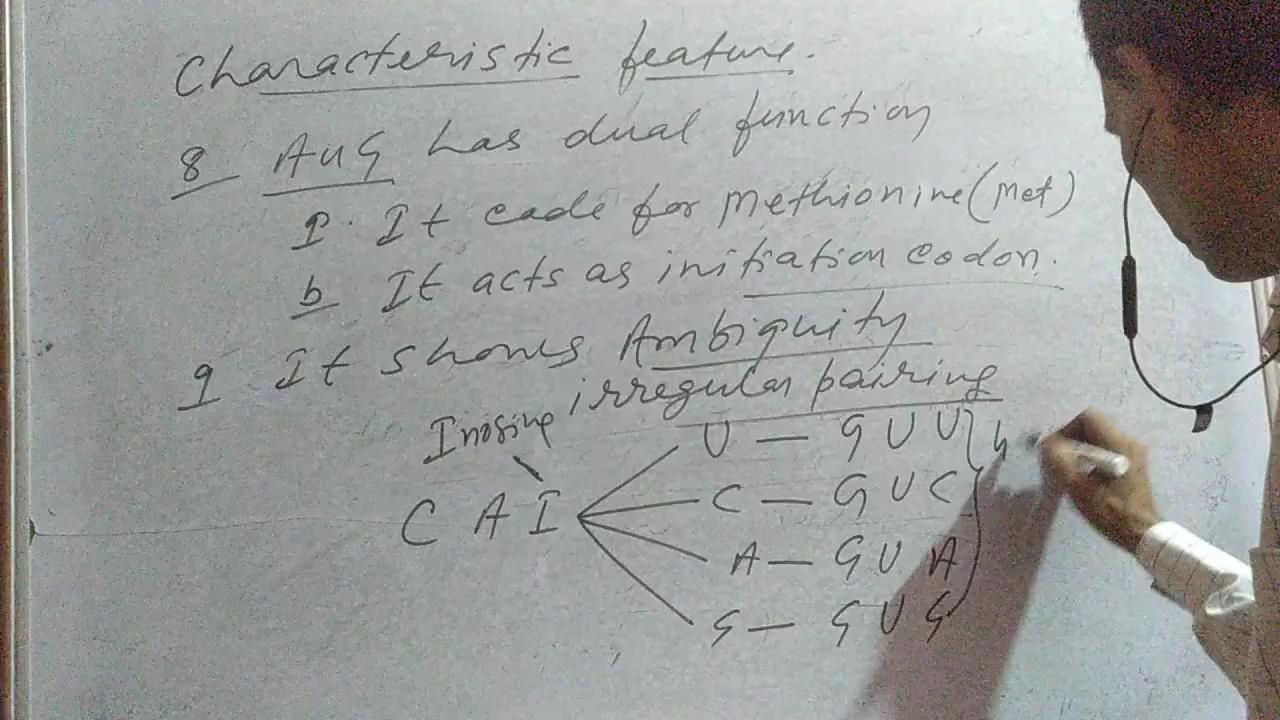 Characteristic feature.
8 AUG has dual function
I. It code for Methionine (Met)
b It acts as initiation codon.
9 It shows Ambiquity
irregular pairing
Inosine
U — GUU
C — GUC
C A I
A — GUA
G — GUG